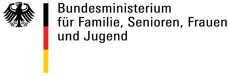 Bundesministerium
für Familie, Senioren, Frauen
und Jugend